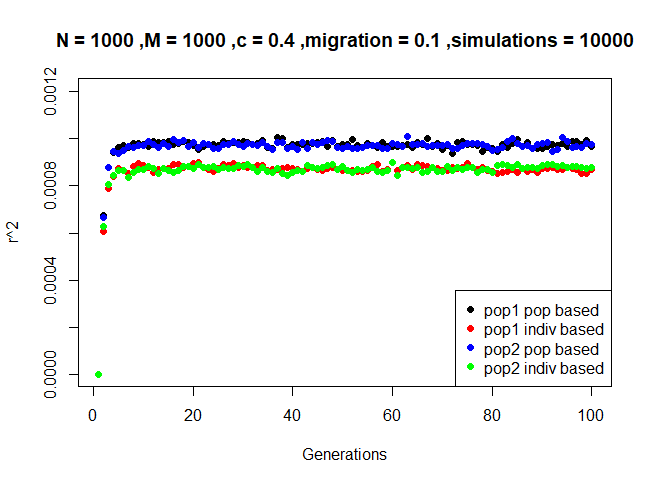 N = 1000 ,M = 1000 ,c = 0.4 ,migration = 0.1 ,simulations = 10000
0.0012
0.0008
r^2
0.0004
0.0000
pop1 pop based
pop1 indiv based
pop2 pop based
pop2 indiv based
0 20 40 60 80 100
Generations